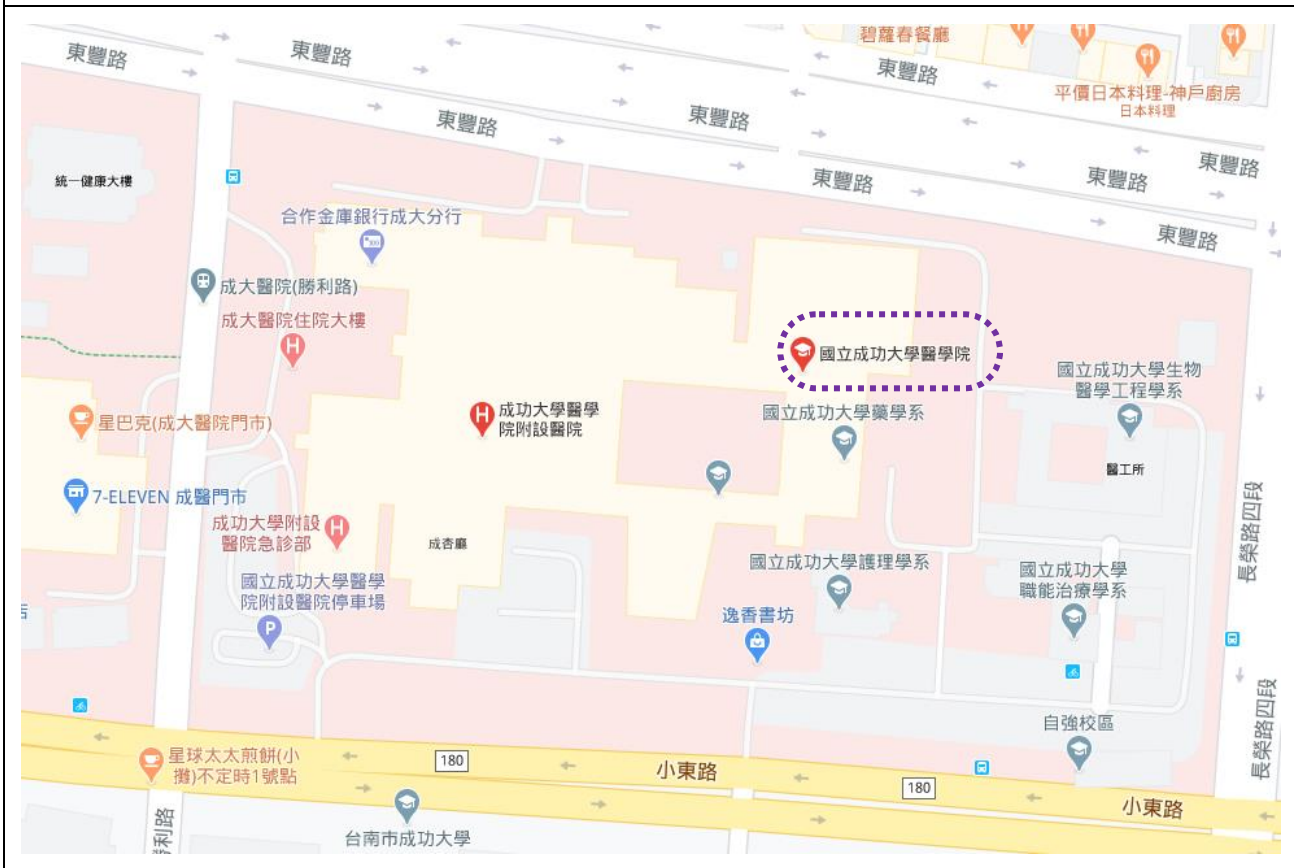 碧蘿春餐廳
東豐路
東豐路
東豐路
平價日本料理-神戶廚房
日本料理
東豐路
東豐路
東豐路
東豐路
東豐路
東豐路
統一健康大樓
合作金庫銀行成大分行
成大醫院(勝利路)
成大醫院住院大樓
國立成功大學醫學院
國立成功大學生物
醫學工程學系
星巴克(成大醫院門市)
成功大學醫學
院附設醫院
國立成功大學藥學系
醫工所
7-ELEVEN 成醫門市
成功大學附設
醫院急診部
成杏廳
長榮路四段
國立成功大學醫學
院附設醫院停車場
國立成功大學護理學系
國立成功大學
職能治療學系
店
逸香書坊
P
長榮路四段
自強校區
星球太太煎餅(小
攤)不定時1號點
180
小東路
180
小東路
勝利路
台南市成功大學